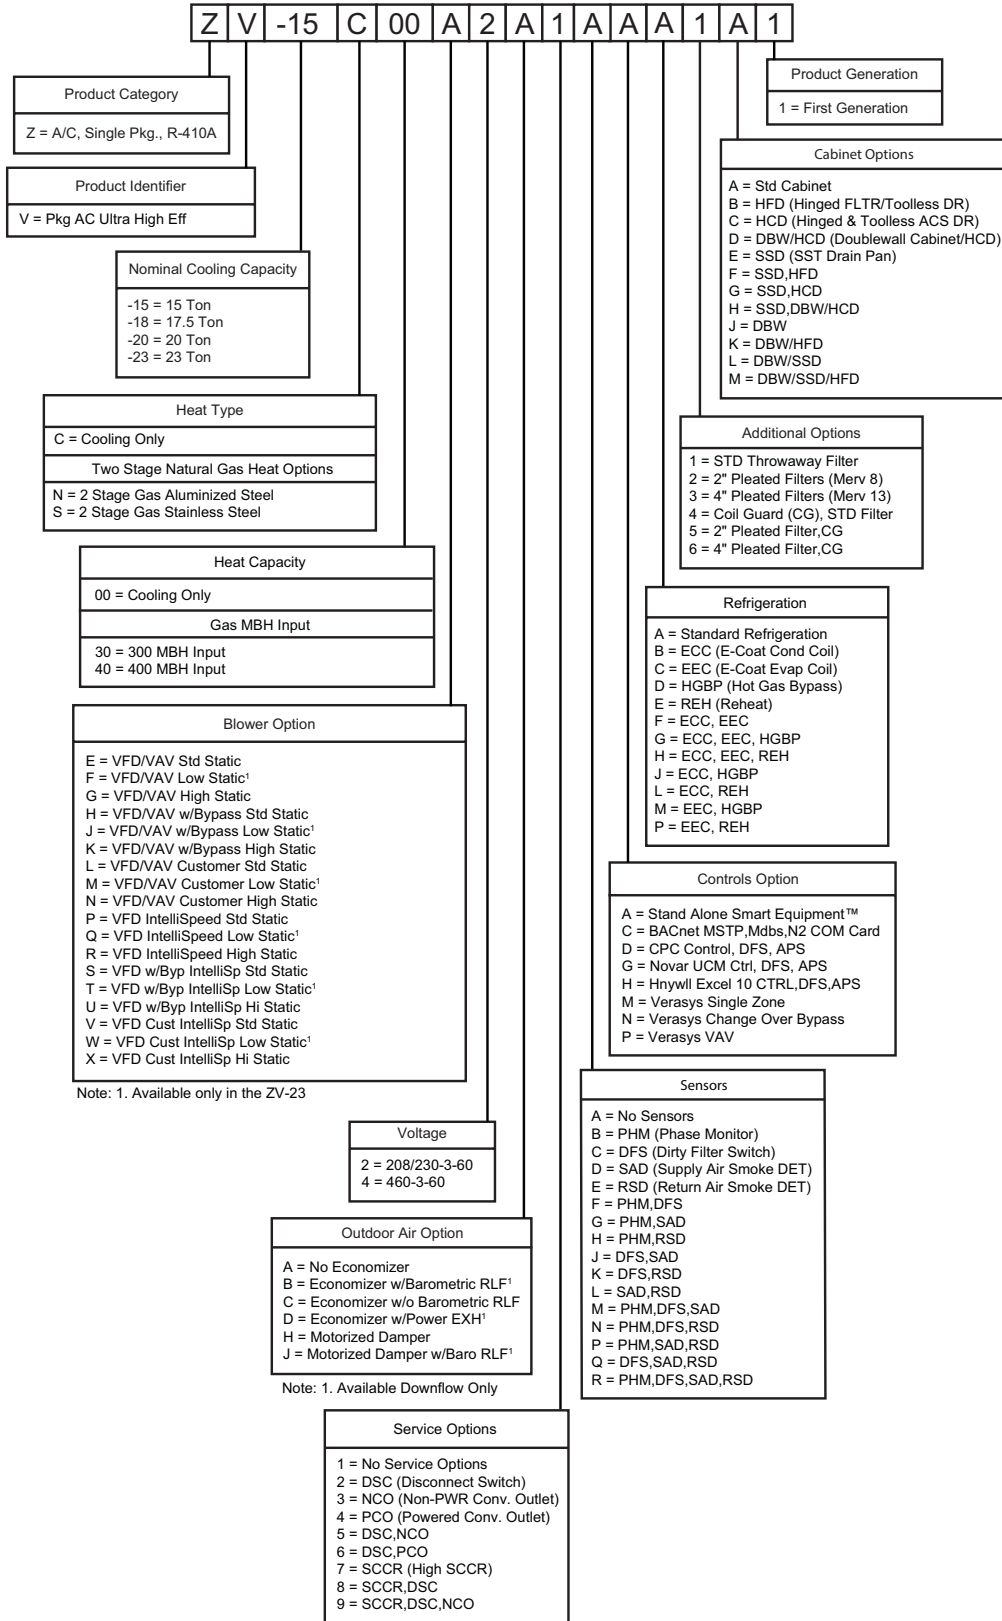 Z V -15 C 00 A 2 A 1 A A A 1 A 1
Product Category
Z = A/C, Single Pkg., R-410A
Product Identifier
V = Pkg AC Ultra High Eff
Nominal Cooling Capacity
-15 = 15 Ton
-18 = 17.5 Ton
-20 = 20 Ton
-23 = 23 Ton
Heat Type
C = Cooling Only
Two Stage Natural Gas Heat Options
N = 2 Stage Gas Aluminized Steel
S = 2 Stage Gas Stainless Steel
Heat Capacity
00 = Cooling Only
Gas MBH Input
30 = 300 MBH Input
40 = 400 MBH Input
Blower Option
E = VFD/VAV Std Static
F = VFD/VAV Low Static¹
G = VFD/VAV High Static
H = VFD/VAV w/Bypass Std Static
J = VFD/VAV w/Bypass Low Static¹
K = VFD/VAV w/Bypass High Static
L = VFD/VAV Customer Std Static
M = VFD/VAV Customer Low Static¹
N = VFD/VAV Customer High Static
P = VFD IntelliSpeed Std Static
Q = VFD IntelliSpeed Low Static¹
R = VFD IntelliSpeed High Static
S = VFD w/Byp IntelliSp Std Static
T = VFD w/Byp IntelliSp Low Static¹
U = VFD w/Byp IntelliSp Hi Static
V = VFD Cust IntelliSp Std Static
W = VFD Cust IntelliSp Low Static¹
X = VFD Cust IntelliSp Hi Static
Note: 1. Available only in the ZV-23
Voltage
2 = 208/230-3-60
4 = 460-3-60
Outdoor Air Option
A = No Economizer
B = Economizer w/Barometric RLF¹
C = Economizer w/o Barometric RLF
D = Economizer w/Power EXH¹
H = Motorized Damper
J = Motorized Damper w/Baro RLF¹
Note: 1. Available Downflow Only
Service Options
1 = No Service Options
2 = DSC (Disconnect Switch)
3 = NCO (Non-PWR Conv. Outlet)
4 = PCO (Powered Conv. Outlet)
5 = DSC,NCO
6 = DSC,PCO
7 = SCCR (High SCCR)
8 = SCCR,DSC
9 = SCCR,DSC,NCO
Product Generation
1 = First Generation
Cabinet Options
A = Std Cabinet
B = HFD (Hinged FLTR/Toolless DR)
C = HCD (Hinged & Toolless ACS DR)
D = DBW/HCD (Doublewall Cabinet/HCD)
E = SSD (SST Drain Pan)
F = SSD,HFD
G = SSD,HCD
H = SSD,DBW/HCD
J = DBW
K = DBW/HFD
L = DBW/SSD
M = DBW/SSD/HFD
Additional Options
1 = STD Throwaway Filter
2 = 2" Pleated Filters (Merv 8)
3 = 4" Pleated Filters (Merv 13)
4 = Coil Guard (CG), STD Filter
5 = 2" Pleated Filter,CG
6 = 4" Pleated Filter,CG
Refrigeration
A = Standard Refrigeration
B = ECC (E-Coat Cond Coil)
C = EEC (E-Coat Evap Coil)
D = HGBP (Hot Gas Bypass)
E = REH (Reheat)
F = ECC, EEC
G = ECC, EEC, HGBP
H = ECC, EEC, REH
J = ECC, HGBP
L = ECC, REH
M = EEC, HGBP
P = EEC, REH
Controls Option
A = Stand Alone Smart Equipment™
C = BACnet MSTP,Mdbs,N2 COM Card
D = CPC Control, DFS, APS
G = Novar UCM Ctrl, DFS, APS
H = Hnywll Excel 10 CTRL,DFS,APS
M = Verasys Single Zone
N = Verasys Change Over Bypass
P = Verasys VAV
Sensors
A = No Sensors
B = PHM (Phase Monitor)
C = DFS (Dirty Filter Switch)
D = SAD (Supply Air Smoke DET)
E = RSD (Return Air Smoke DET)
F = PHM,DFS
G = PHM,SAD
H = PHM,RSD
J = DFS,SAD
K = DFS,RSD
L = SAD,RSD
M = PHM,DFS,SAD
N = PHM,DFS,RSD
P = PHM,SAD,RSD
Q = DFS,SAD,RSD
R = PHM,DFS,SAD,RSD